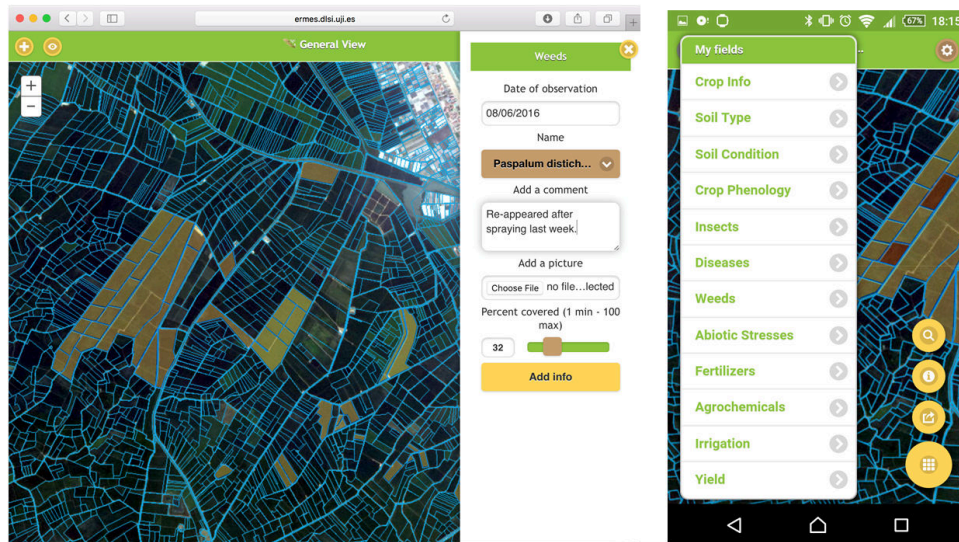 ermes.dlsi.uji.es
General View
+
−
Weeds
Date of observation
08/06/2016
Name
Paspalum distich...
Add a comment
Re-appeared after
spraying last week.
Add a picture
Choose File no file...lected
Percent covered (1 min - 100
max)
32
Add info
67% 18:15
My fields
Crop Info
Soil Type
Soil Condition
Crop Phenology
Insects
Diseases
Weeds
Abiotic Stresses
Fertilizers
Agrochemicals
Irrigation
Yield